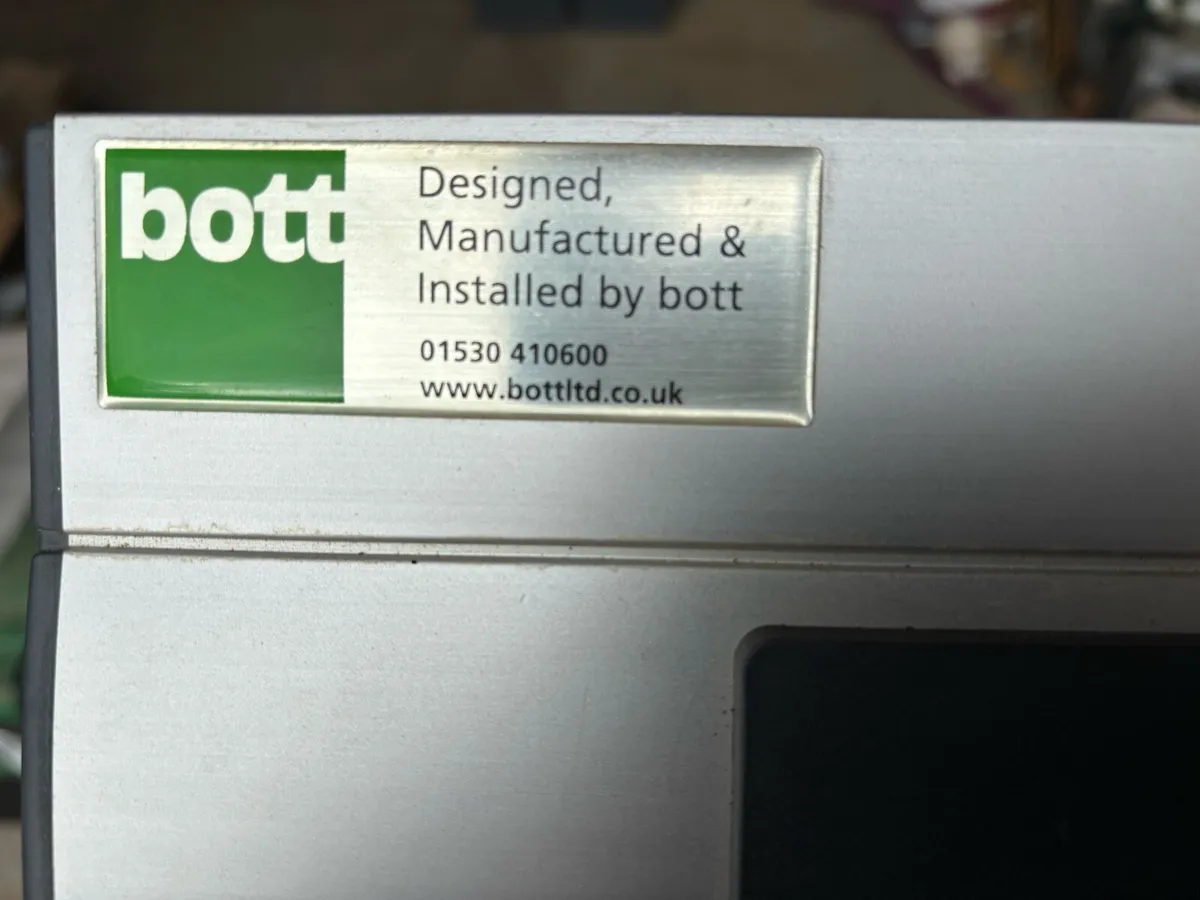 bott
Designed,
Manufactured &
Installed by bott
01530 410600
www.bottltd.co.uk